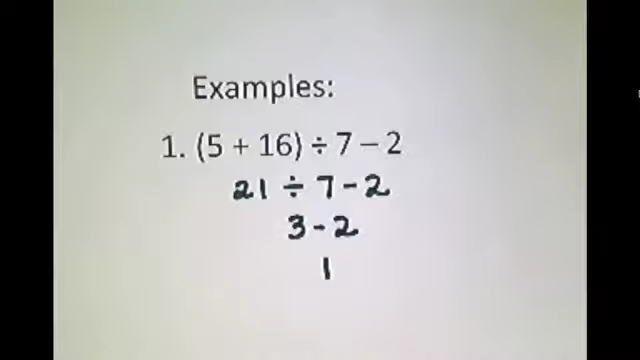 Examples:
1. (5 + 16) ÷ 7 – 2
21 ÷ 7 - 2
3 - 2
1